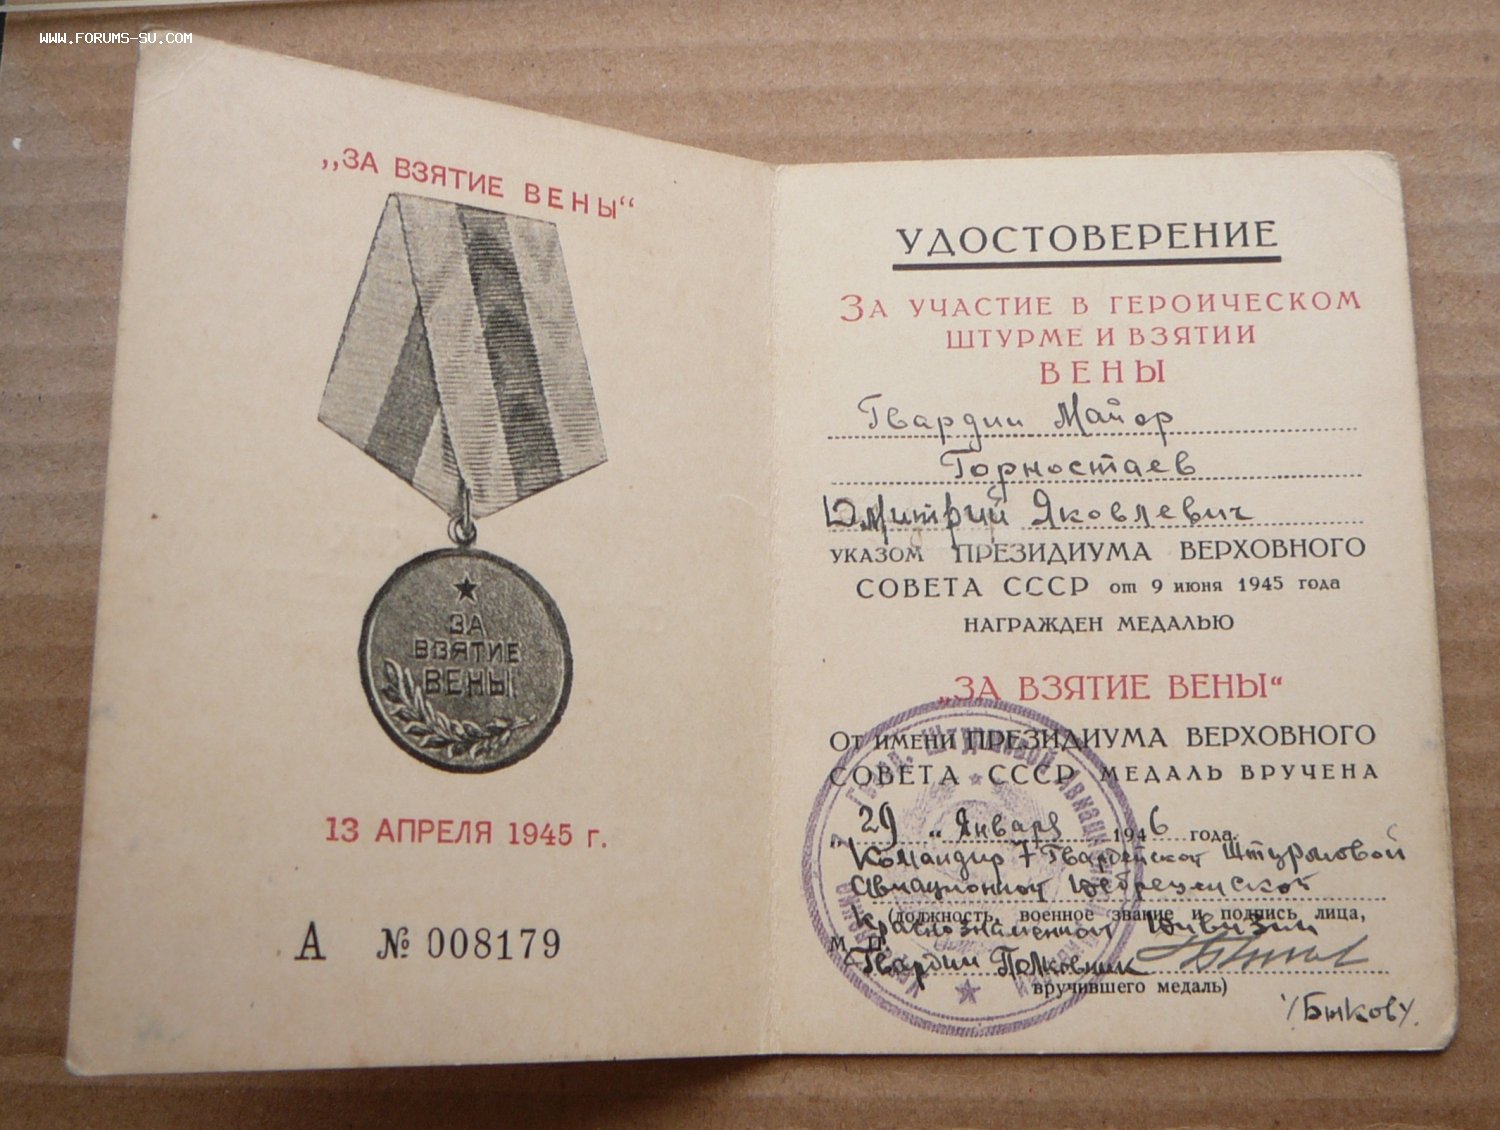 WWW.FORUMS-SU.COM
„ЗА ВЗЯТИЕ ВЕНЫ“
ЗА
ВЗЯТИЕ
ВЕНЫ
13 АПРЕЛЯ 1945 г.
А № 008179
УДОСТОВЕРЕНИЕ
ЗА УЧАСТИЕ В ГЕРОИЧЕСКОМ
ШТУРМЕ И ВЗЯТИИ
ВЕНЫ
Гвардии Майор
Горностаев
Дмитрий Яковлевич
УКАЗОМ ПРЕЗИДИУМА ВЕРХОВНОГО
СОВЕТА СССР от 9 июня 1945 года
НАГРАЖДЕН МЕДАЛЬЮ
„ЗА ВЗЯТИЕ ВЕНЫ“
ОТ ИМЕНИ ПРЕЗИДИУМА ВЕРХОВНОГО
СОВЕТА СССР МЕДАЛЬ ВРУЧЕНА
„29„ Января 1946 года.
Командир 7 Гвардейской Штурмовой
Авиационной Дебреценской
(должность, военное звание и подпись лица,
Краснознаменной Дивизии
М. П.
Гвардии Полковник
вручившего медаль)
/Быков/.